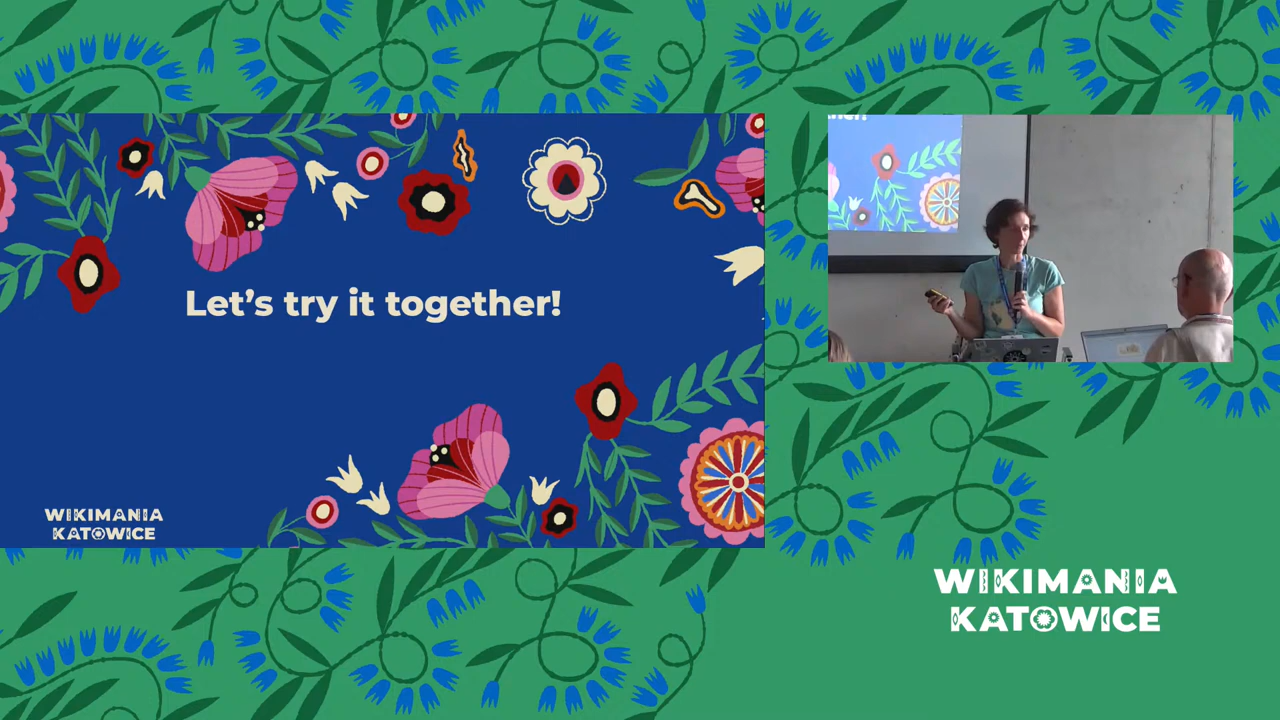 Let's try it together!
WIKIMANIA
KATOWICE
WIKIMANIA
KATOWICE